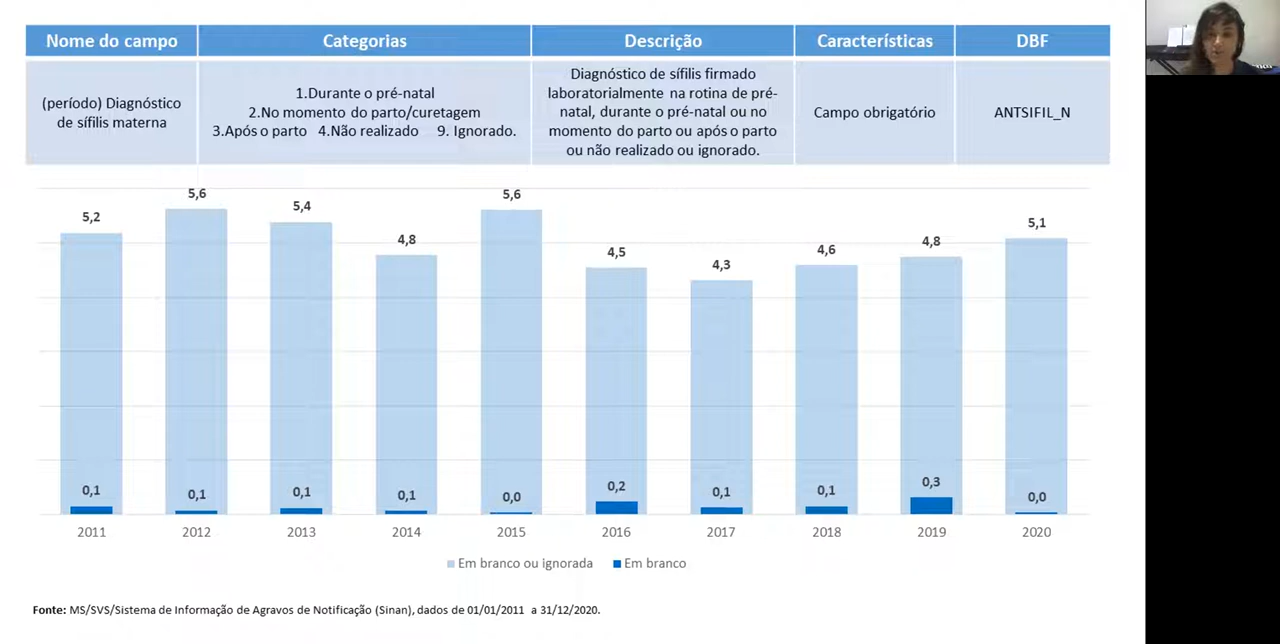 Nome do campo
Categorias
Descrição
Características
DBF
(período) Diagnóstico
de sífilis materna
1.Durante o pré-natal
2.No momento do parto/curetagem
3.Após o parto 4.Não realizado 9. Ignorado.
Diagnóstico de sífilis firmado
laboratorialmente na rotina de pré-
natal, durante o pré-natal ou no
momento do parto ou após o parto
ou não realizado ou ignorado.
Campo obrigatório
ANTSIFIL_N
5,2
5,6
5,4
4,8
5,6
4,5
4,3
4,6
4,8
5,1
0,1
0,1
0,1
0,1
0,0
0,2
0,1
0,1
0,3
0,0
2011
2012
2013
2014
2015
2016
2017
2018
2019
2020
Em branco ou ignorada
Em branco
Fonte: MS/SVS/Sistema de Informação de Agravos de Notificação (Sinan), dados de 01/01/2011 a 31/12/2020.